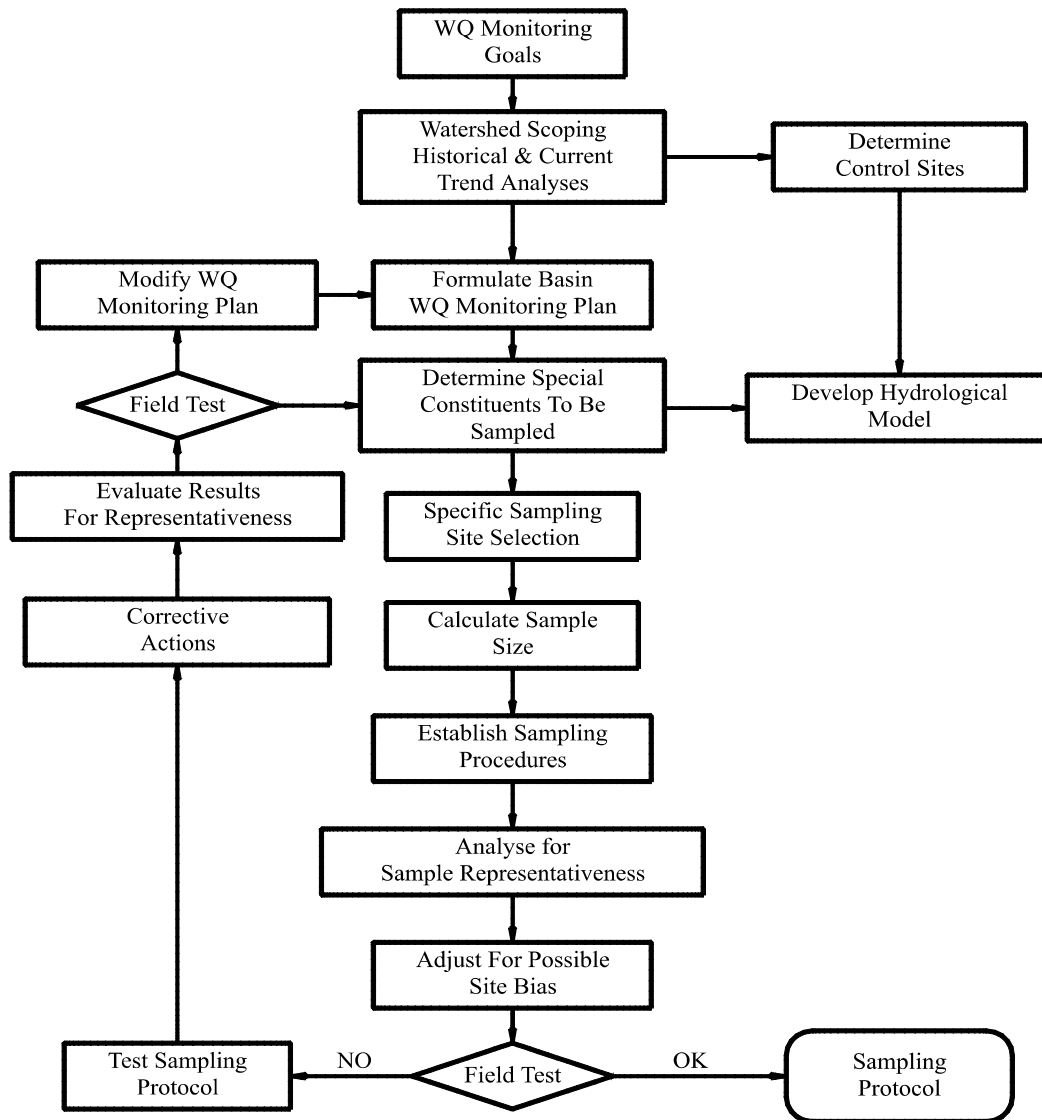 WQ Monitoring
Goals
Watershed Scoping
Historical & Current
Trend Analyses
Determine
Control Sites
Modify WQ
Monitoring Plan
Formulate Basin
WQ Monitoring Plan
Field Test
Determine Special
Constituents To Be
Sampled
Develop Hydrological
Model
Evaluate Results
For Representativeness
Specific Sampling
Site Selection
Corrective
Actions
Calculate Sample
Size
Establish Sampling
Procedures
Analyse for
Sample Representativeness
Adjust For Possible
Site Bias
Test Sampling
Protocol
NO
Field Test
OK
Sampling
Protocol